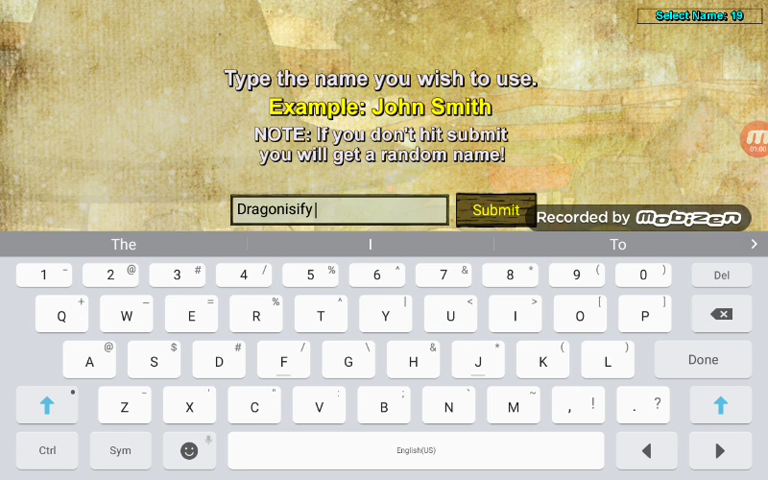 Select Name: 19
Type the name you wish to use.
Example: John Smith
NOTE: If you don't hit submit
you will get a random name!
01:00
Dragonisify
Submit
Recorded by mobizen
The I To >
1 - 2 @ 3 # 4 / 5 % 6 ^ 7 & 8 * 9 ( 0 ) Del
Q + W _ E = R % T ^ Y | U < I > O [ P ]
A @ S $ D # F / G \ H & J * K ( L ) Done
Z - X ' C " V : B ; N ` M ~ , ! . ?
Ctrl Sym English(US)